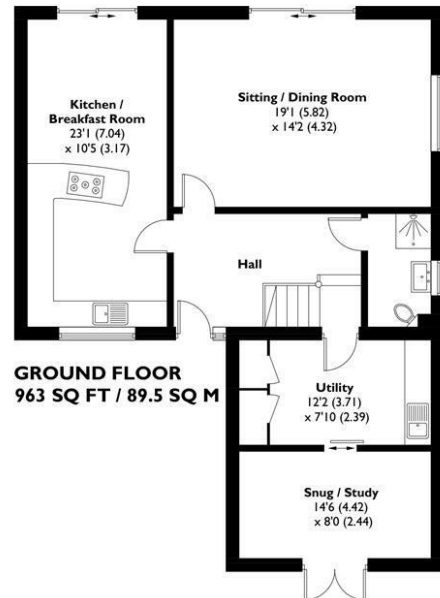 Kitchen /
Breakfast Room
23'1 (7.04)
x 10'5 (3.17)
Sitting / Dining Room
19'1 (5.82)
x 14'2 (4.32)
Hall
GROUND FLOOR
963 SQ FT / 89.5 SQ M
Utility
12'2 (3.71)
x 7'10 (2.39)
Snug / Study
14'6 (4.42)
x 8'0 (2.44)